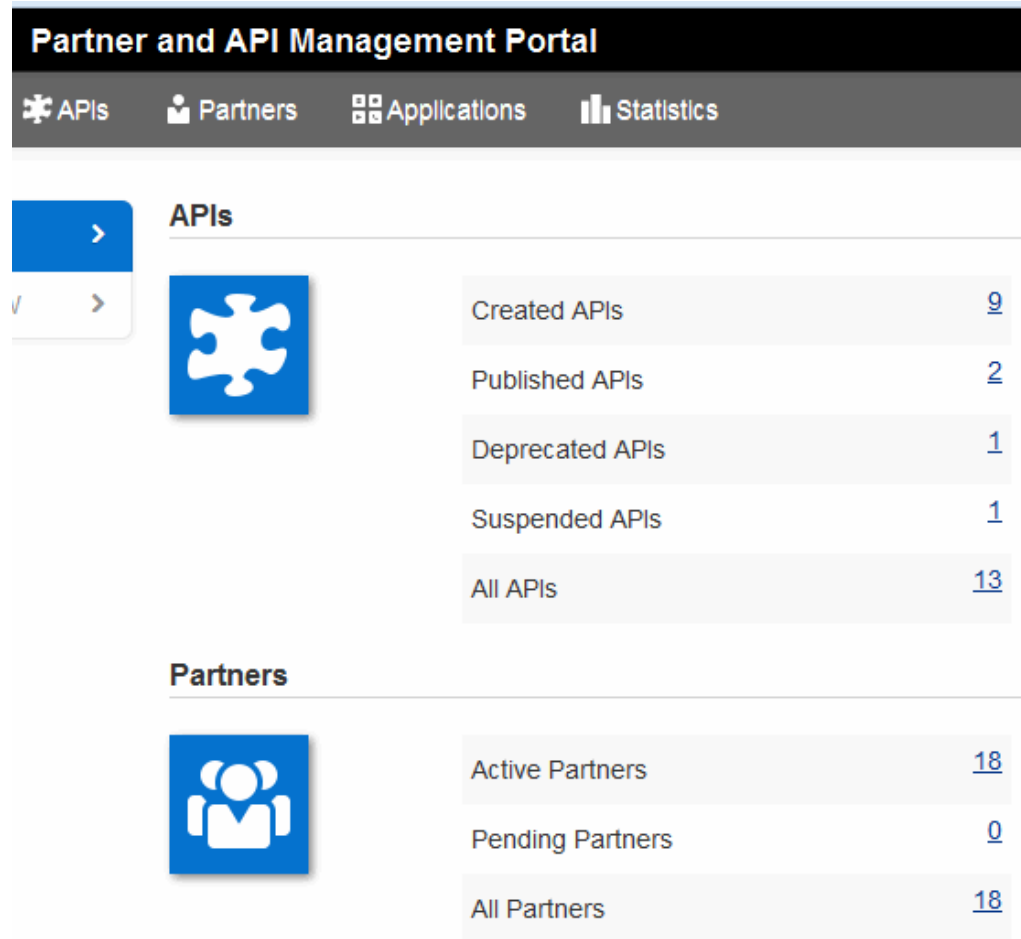 Partner and API Management Portal
APIs Partners Applications Statistics
APIs
Created APIs 9
Published APIs 2
Deprecated APIs 1
Suspended APIs 1
All APIs 13
Partners
Active Partners 18
Pending Partners 0
All Partners 18